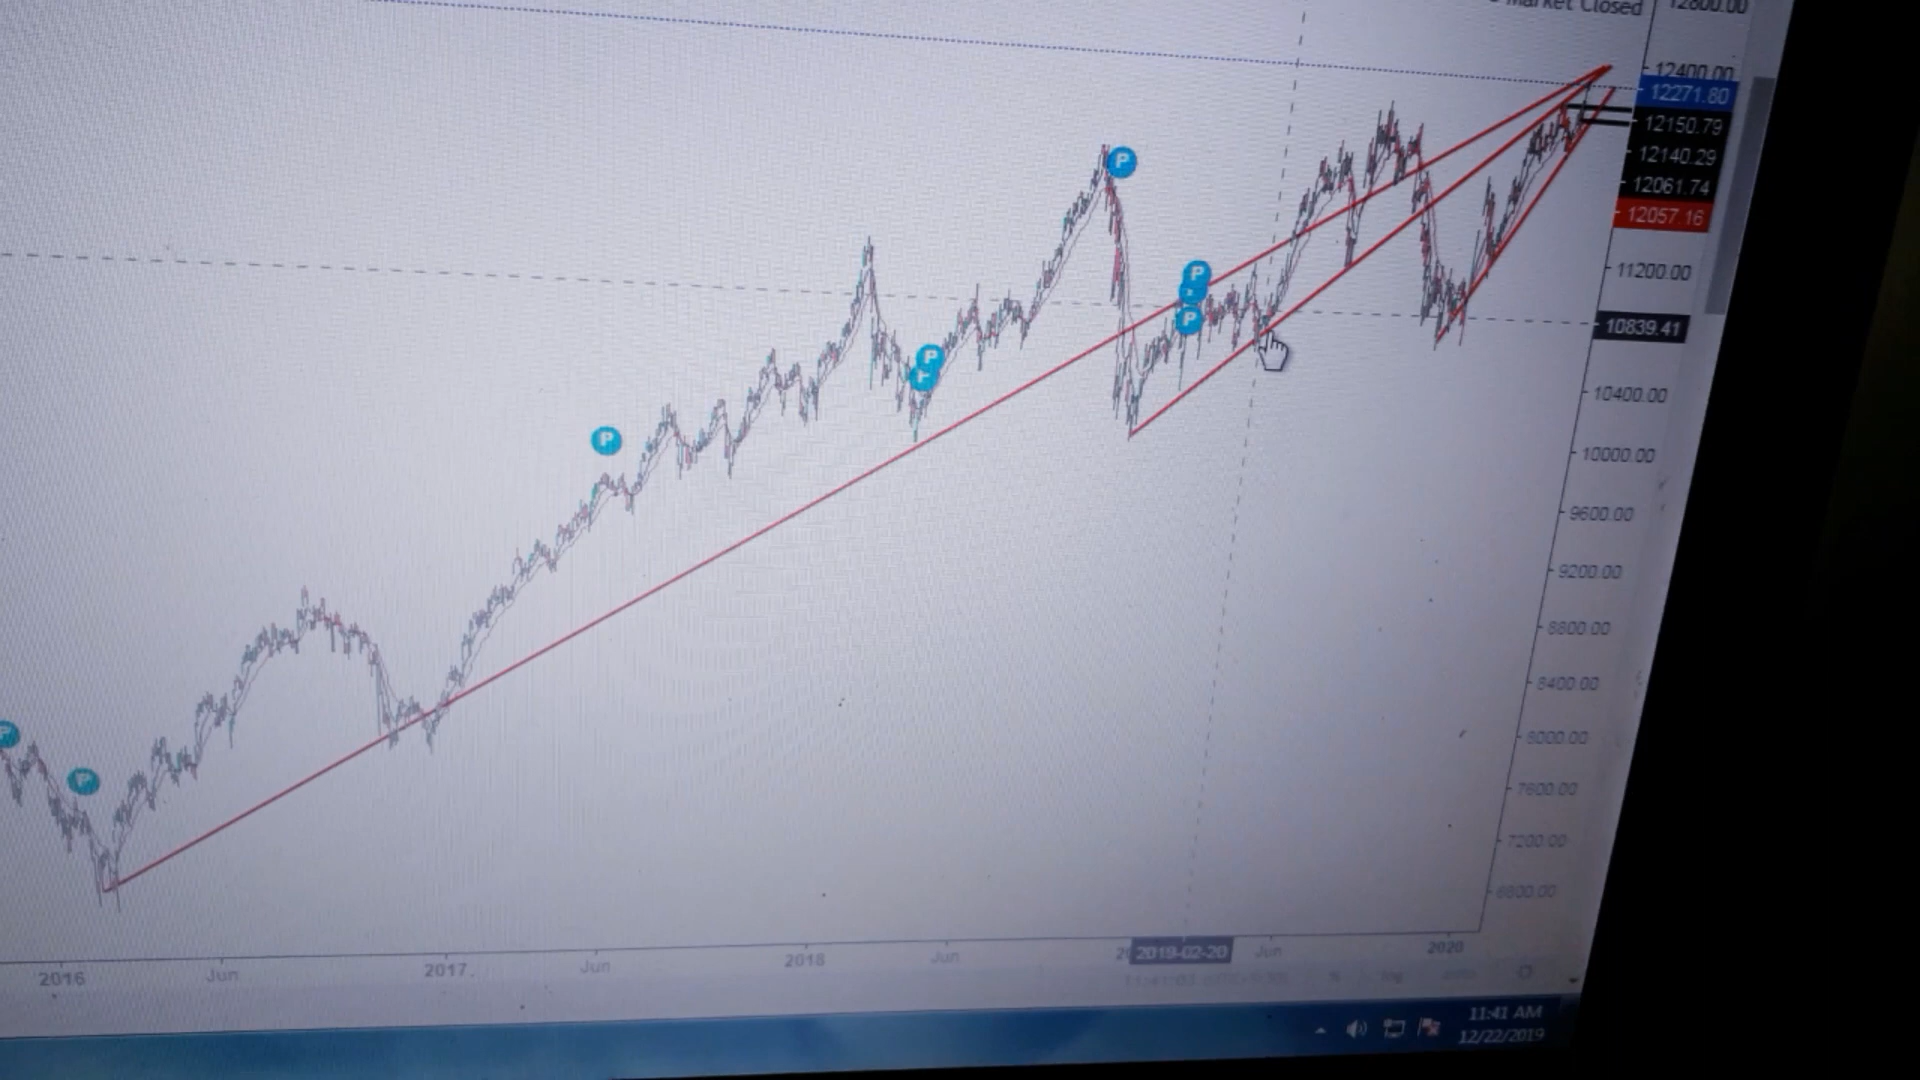 Market Closed
12800.00
12400.00
12271.80
12150.79
12140.29
12061.74
12057.16
11200.00
10839.41
10400.00
10000.00
9600.00
9200.00
8800.00
8400.00
8000.00
7600.00
7200.00
6800.00
P
P
P
P
P
P
P
P
2016
Jun
2017
Jun
2018
Jun
2019-02-20
Jun
2020
11:41 AM
12/22/2019